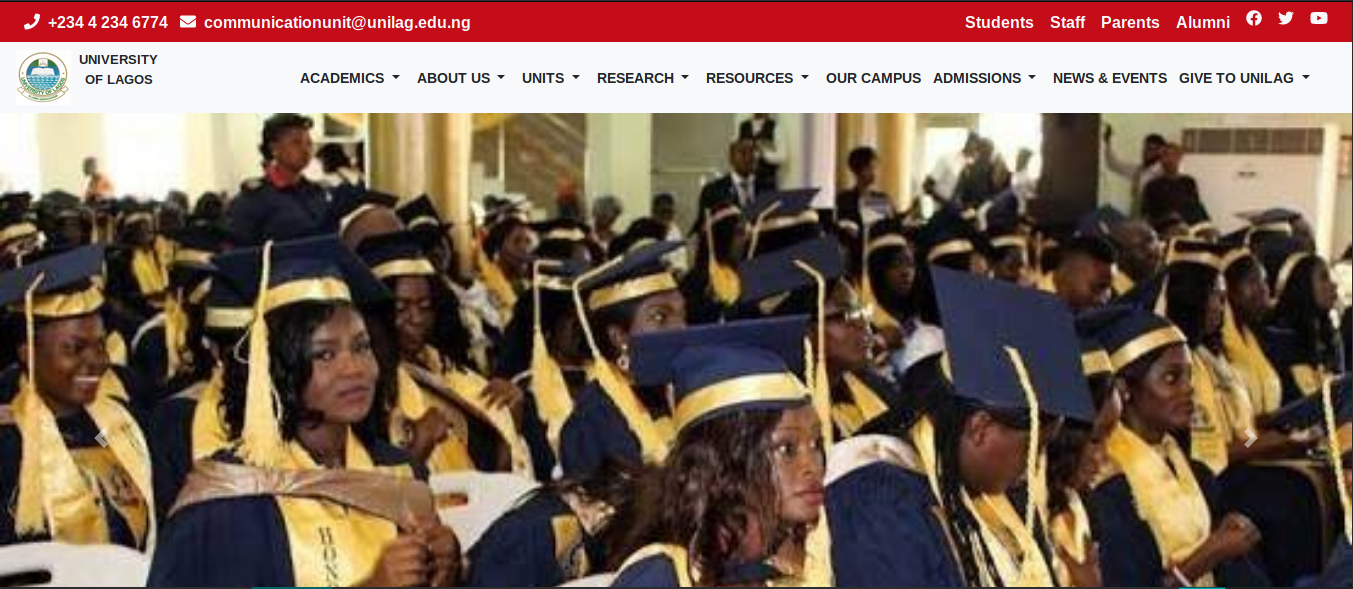 +234 4 234 6774 communicationunit@unilag.edu.ng Students Staff Parents Alumni
UNIVERSITY
OF LAGOS
ACADEMICS ABOUT US UNITS RESEARCH RESOURCES OUR CAMPUS ADMISSIONS NEWS & EVENTS GIVE TO UNILAG